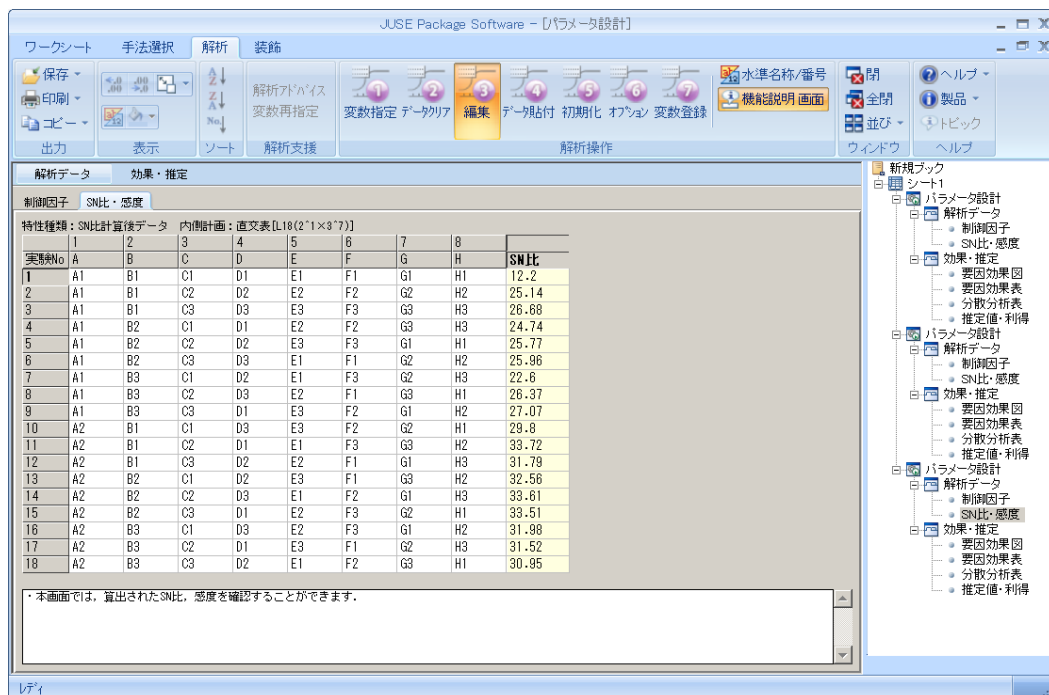 JUSE Package Software - [パラメータ設計]
ワークシート 手法選択 解析 装飾
保存
印刷
コピー
出力
表示
ソート
解析アドバイス
変数再指定
解析支援
変数指定 データクリア 編集 データ貼付 初期化 オプション 変数登録
水準名称/番号
機能説明 画面
解析操作
閉
全閉
並び
ウィンドウ
ヘルプ
製品
トピック
ヘルプ
解析データ 効果・推定
制御因子 SN比・感度
特性種類:SN比計算後データ 内側計画:直交表[L18(2^1×3^7)]
1 2 3 4 5 6 7 8
実験No A B C D E F G H SN比
1 A1 B1 C1 D1 E1 F1 G1 H1 12.2
2 A1 B1 C2 D2 E2 F2 G2 H2 25.14
3 A1 B1 C3 D3 E3 F3 G3 H3 26.68
4 A1 B2 C1 D1 E2 F2 G3 H3 24.74
5 A1 B2 C2 D2 E3 F3 G1 H1 25.77
6 A1 B2 C3 D3 E1 F1 G2 H2 25.96
7 A1 B3 C1 D2 E1 F3 G2 H3 22.6
8 A1 B3 C2 D3 E2 F1 G3 H1 26.37
9 A1 B3 C3 D1 E3 F2 G1 H2 27.07
10 A2 B1 C1 D3 E3 F2 G2 H1 29.8
11 A2 B1 C2 D1 E1 F3 G3 H2 33.72
12 A2 B1 C3 D2 E2 F1 G1 H3 31.79
13 A2 B2 C1 D2 E3 F1 G3 H2 32.56
14 A2 B2 C2 D3 E1 F2 G1 H3 33.61
15 A2 B2 C3 D1 E2 F3 G2 H1 33.51
16 A2 B3 C1 D3 E2 F3 G1 H2 31.98
17 A2 B3 C2 D1 E3 F1 G2 H3 31.52
18 A2 B3 C3 D2 E1 F2 G3 H1 30.95
・本画面では,算出されたSN比,感度を確認することができます.
新規ブック
シート1
パラメータ設計
解析データ
制御因子
SN比・感度
効果・推定
要因効果図
要因効果表
分散分析表
推定値・利得
パラメータ設計
解析データ
制御因子
SN比・感度
効果・推定
要因効果図
要因効果表
分散分析表
推定値・利得
パラメータ設計
解析データ
制御因子
SN比・感度
効果・推定
要因効果図
要因効果表
分散分析表
推定値・利得
レディ